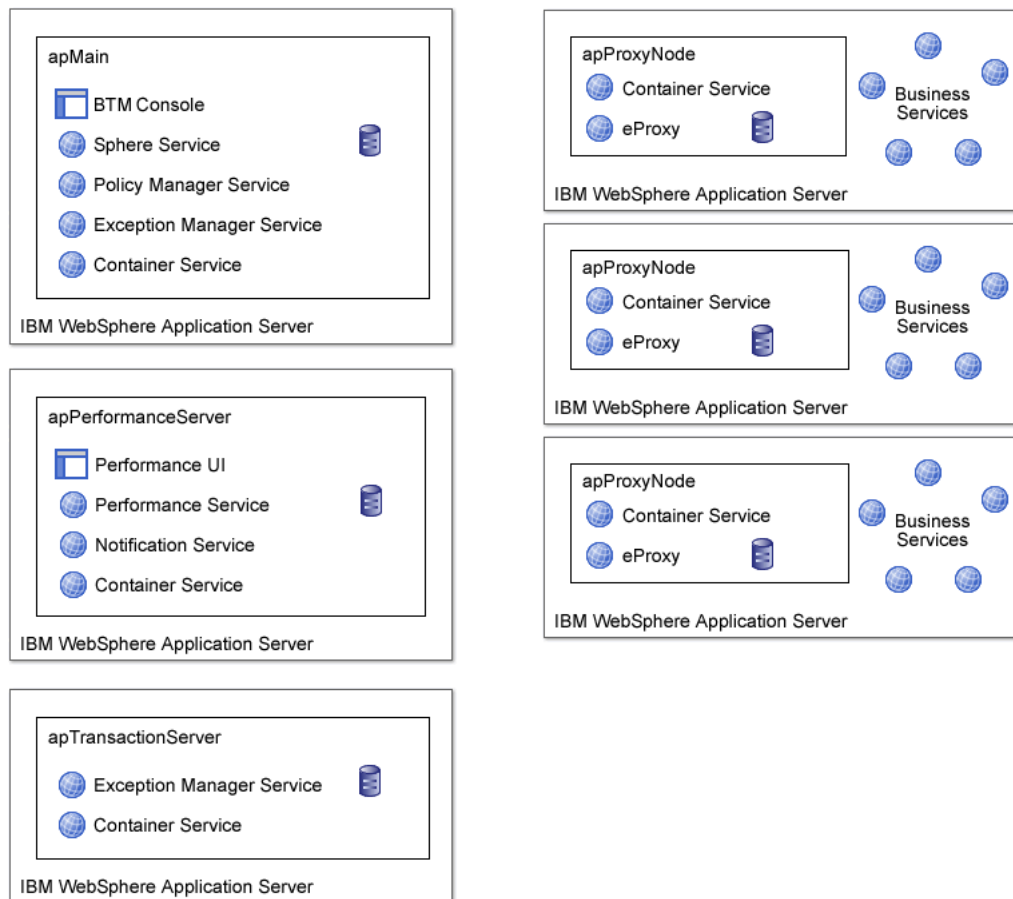 apMain
BTM Console
Sphere Service
Policy Manager Service
Exception Manager Service
Container Service
IBM WebSphere Application Server
apPerformanceServer
Performance UI
Performance Service
Notification Service
Container Service
IBM WebSphere Application Server
apTransactionServer
Exception Manager Service
Container Service
IBM WebSphere Application Server
apProxyNode
Container Service
eProxy
Business
Services
IBM WebSphere Application Server
apProxyNode
Container Service
eProxy
Business
Services
IBM WebSphere Application Server
apProxyNode
Container Service
eProxy
Business
Services
IBM WebSphere Application Server